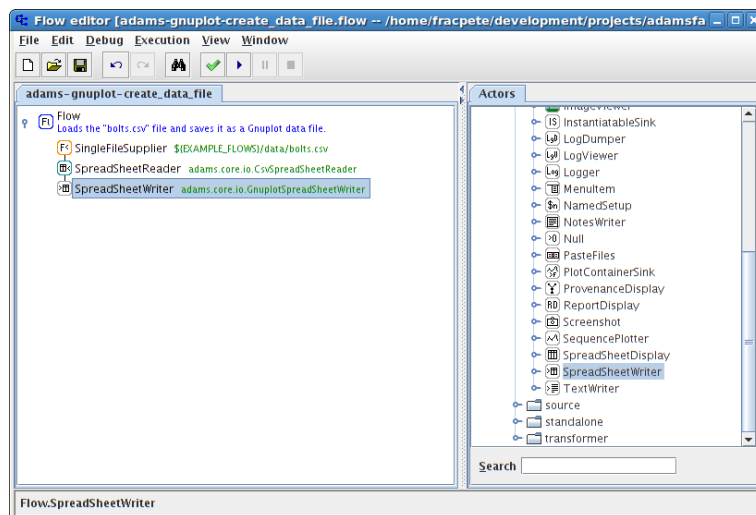 Flow editor [adams-gnuplot-create_data_file.flow -- /home/fracpete/development/projects/adamsfa
File Edit Debug Execution View Window
adams-gnuplot-create_data_file
Flow
Loads the "bolts.csv" file and saves it as a Gnuplot data file.
SingleFileSupplier $(EXAMPLE_FLOWS)/data/bolts.csv
SpreadSheetReader adams.core.io.CsvSpreadSheetReader
SpreadSheetWriter adams.core.io.GnuplotSpreadSheetWriter
Actors
ImageViewer
InstantiatableSink
LogDumper
LogViewer
Logger
MenuItem
NamedSetup
NotesWriter
Null
PasteFiles
PlotContainerSink
ProvenanceDisplay
ReportDisplay
Screenshot
SequencePlotter
SpreadSheetDisplay
SpreadSheetWriter
TextWriter
source
standalone
transformer
Search
Flow.SpreadSheetWriter